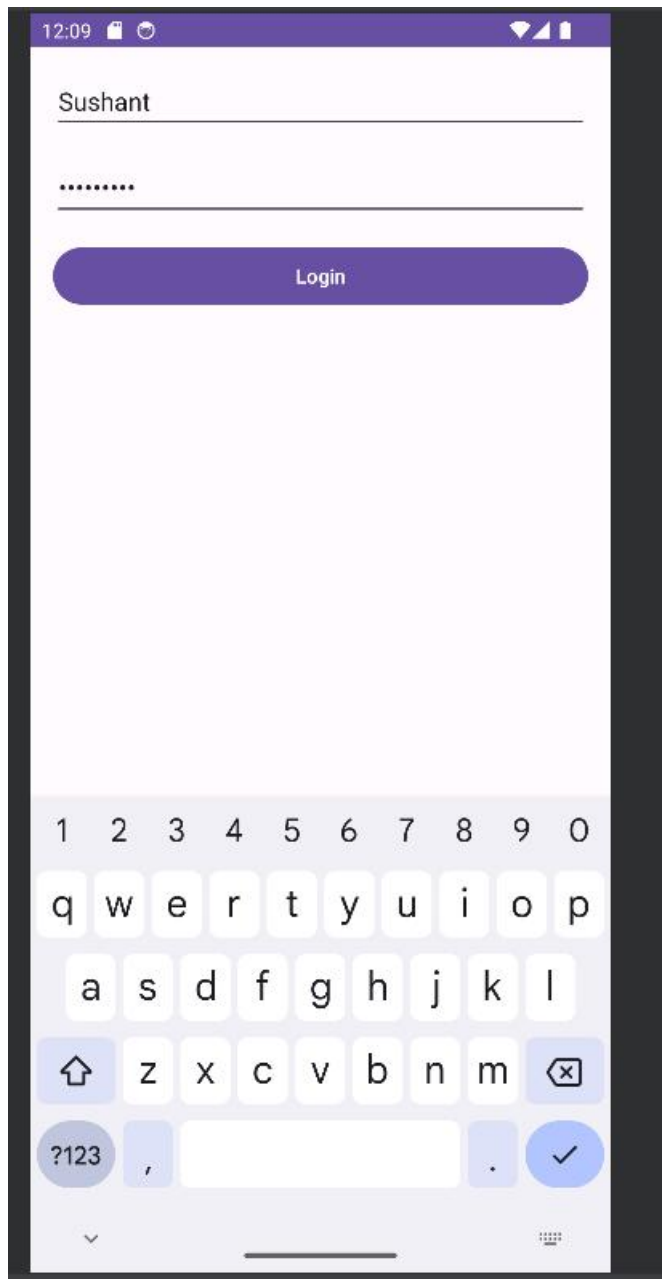 12:09
Sushant
•••••••••
Login
1 2 3 4 5 6 7 8 9 0
q w e r t y u i o p
a s d f g h j k l
z x c v b n m
?123 , .